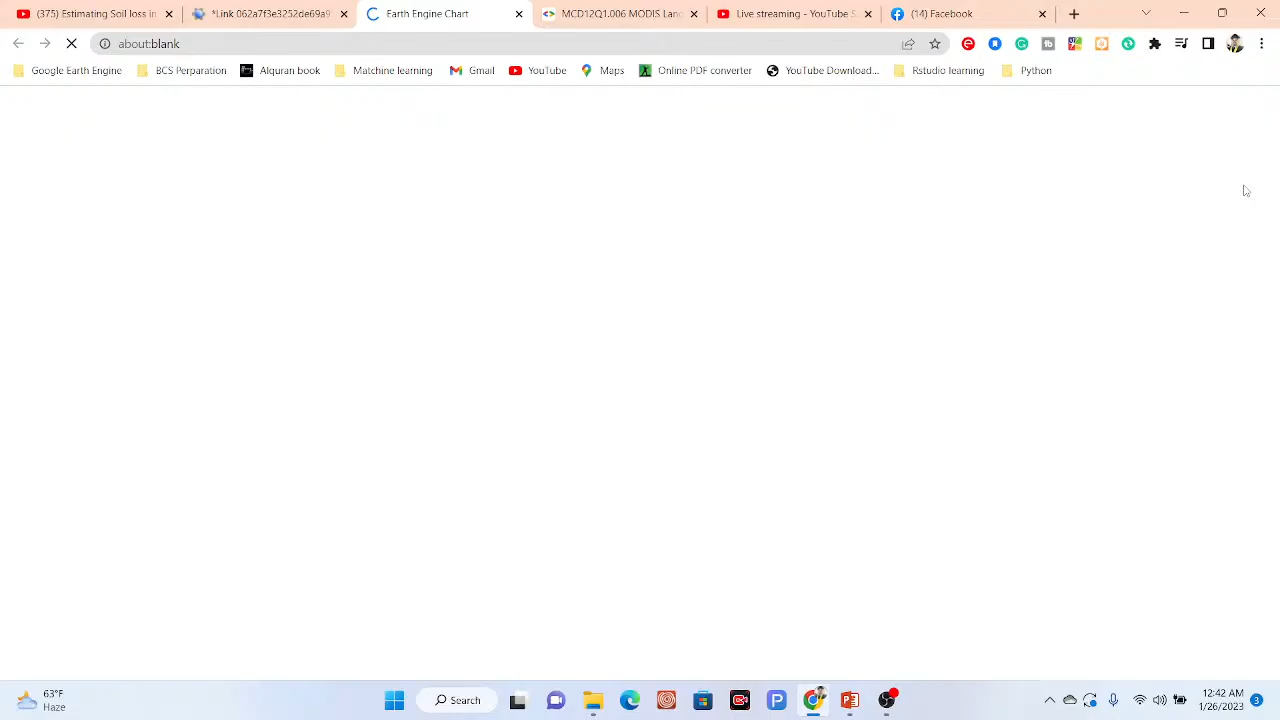 (375) Estimating Soil loss in
*Link 062a7f3e3252de69a9
Earth Engine Chart
MCD12Q1.006 MODIS Land
Live streaming - YouTube S
(14) Facebook
about:blank
Google Earth Engine
BCS Perparation
Alquran book
Matchine learning
Gmail
YouTube
Maps
Online PDF converter
YouTube Download...
Rstudio learning
Python
63°F
Haze
Search
12:42 AM
1/26/2023
3